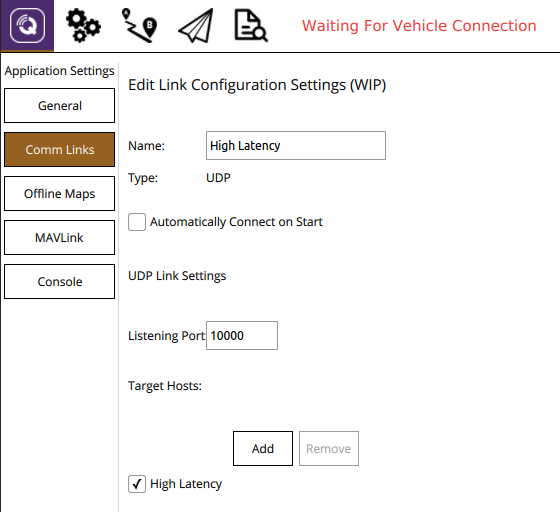 Waiting For Vehicle Connection
Application Settings
General
Comm Links
Offline Maps
MAVLink
Console
Edit Link Configuration Settings (WIP)
Name: High Latency
Type: UDP
Automatically Connect on Start
UDP Link Settings
Listening Port 10000
Target Hosts:
Add Remove
High Latency